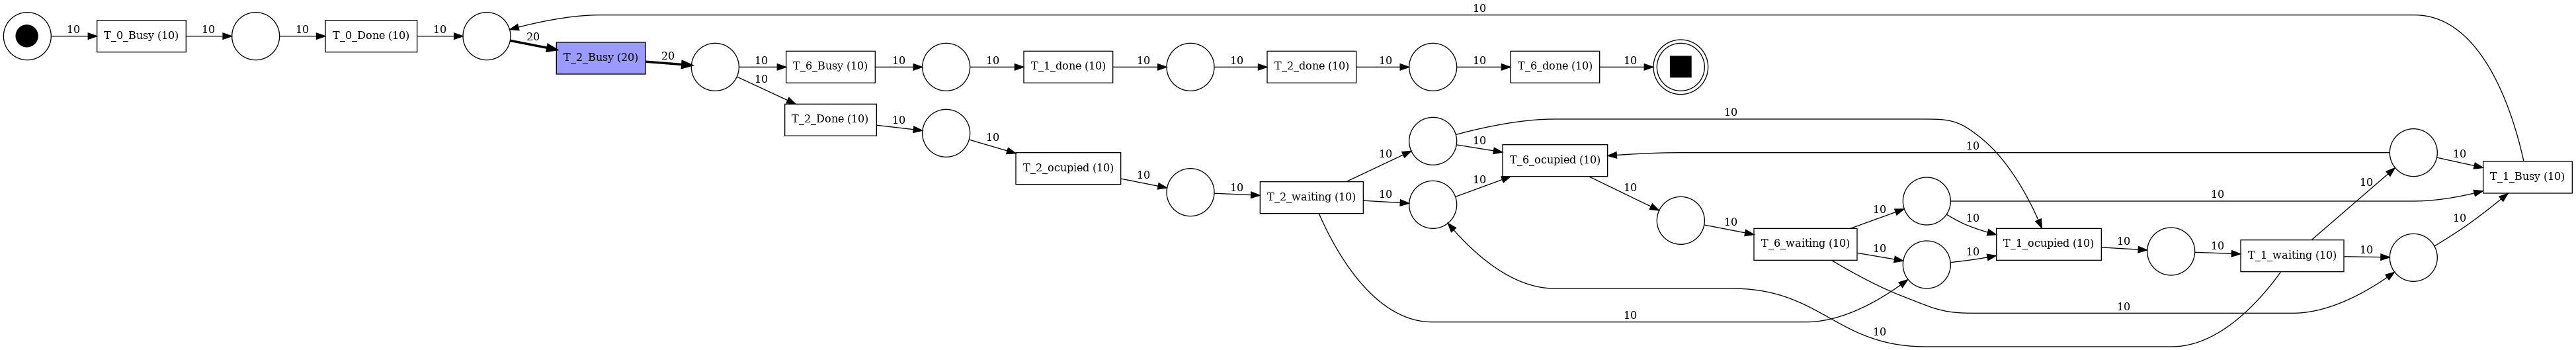 10
T_0_Busy (10)
10
10
T_0_Done (10)
10
20
T_2_Busy (20)
20
10
T_6_Busy (10)
10
10
T_1_done (10)
10
10
T_2_done (10)
10
10
T_6_done (10)
10
10
10
T_2_Done (10)
10
10
T_2_ocupied (10)
10
10
T_2_waiting (10)
10
10
10
10
10
10
T_6_ocupied (10)
10
10
10
T_6_waiting (10)
10
10
10
10
10
10
T_1_ocupied (10)
10
10
T_1_waiting (10)
10
10
10
10
10
T_1_Busy (10)